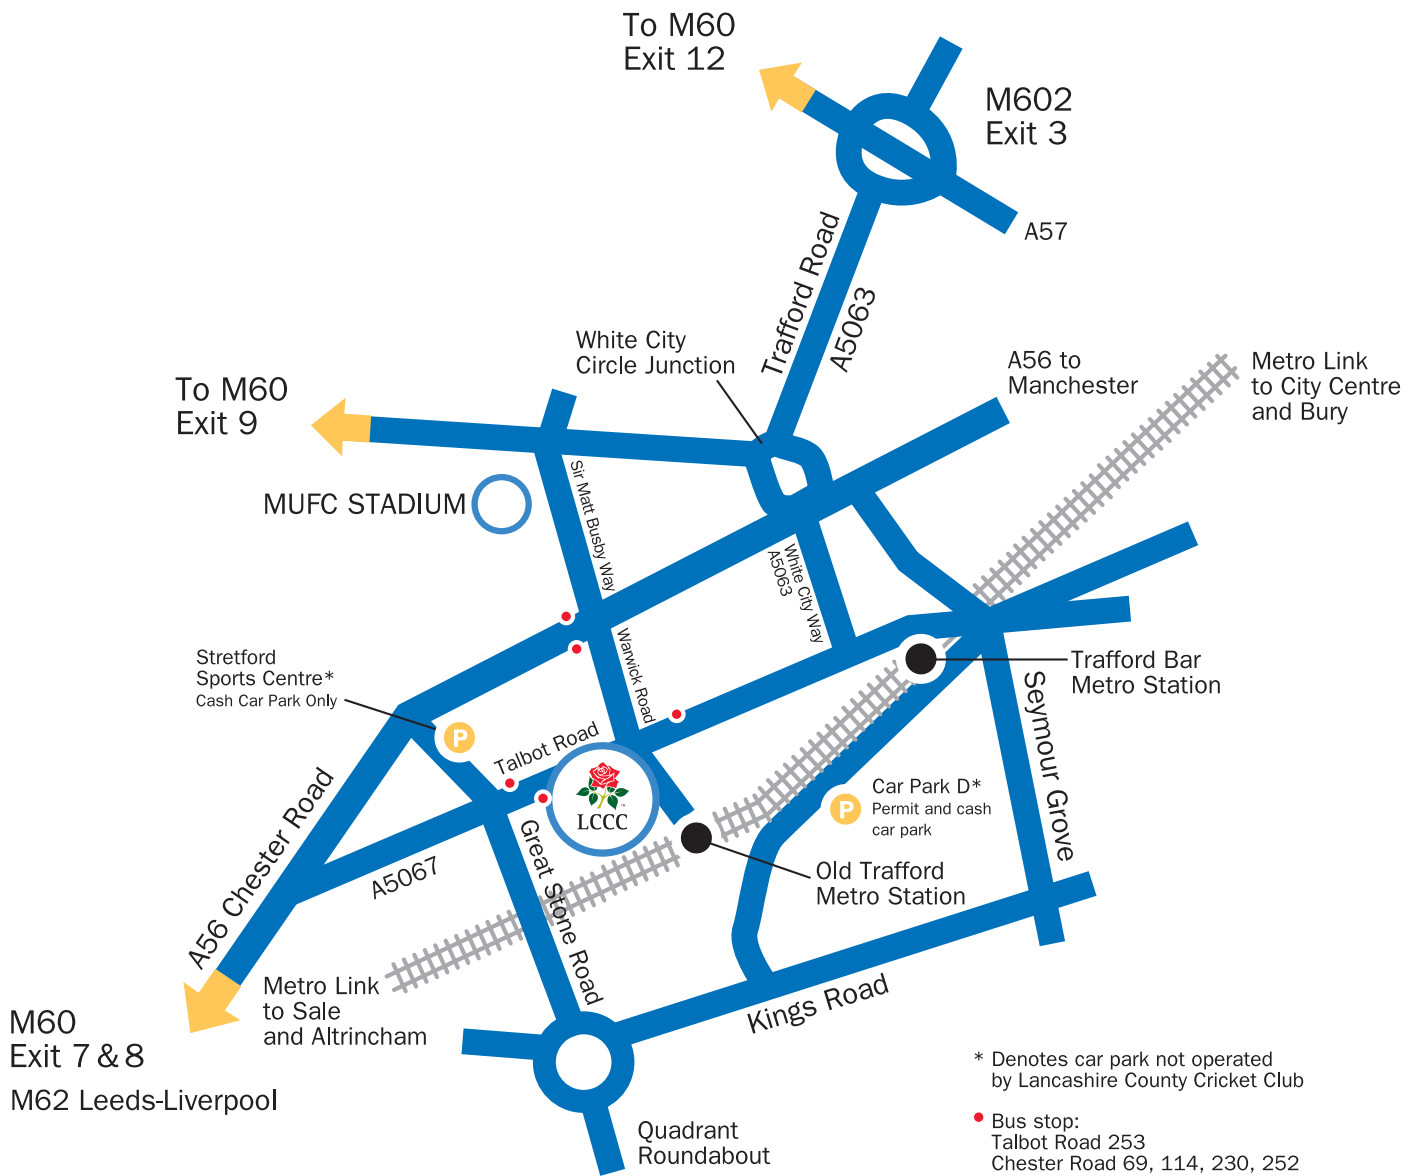 To M60
Exit 12
M602
Exit 3
A57
Trafford Road
A5063
White City
Circle Junction
A56 to
Manchester
Metro Link
to City Centre
and Bury
To M60
Exit 9
MUFC STADIUM
Sir Matt Busby Way
White City Way
A5063
Warwick Road
Stretford
Sports Centre*
Cash Car Park Only
P
Talbot Road
Trafford Bar
Metro Station
Seymour Grove
Car Park D*
Permit and cash
car park
P
LCCC
A56 Chester Road
A5067
Great Stone Road
Old Trafford
Metro Station
Metro Link
to Sale
and Altrincham
Kings Road
M60
Exit 7 & 8
M62 Leeds-Liverpool
Quadrant
Roundabout
* Denotes car park not operated
by Lancashire County Cricket Club
Bus stop:
Talbot Road 253
Chester Road 69, 114, 230, 252